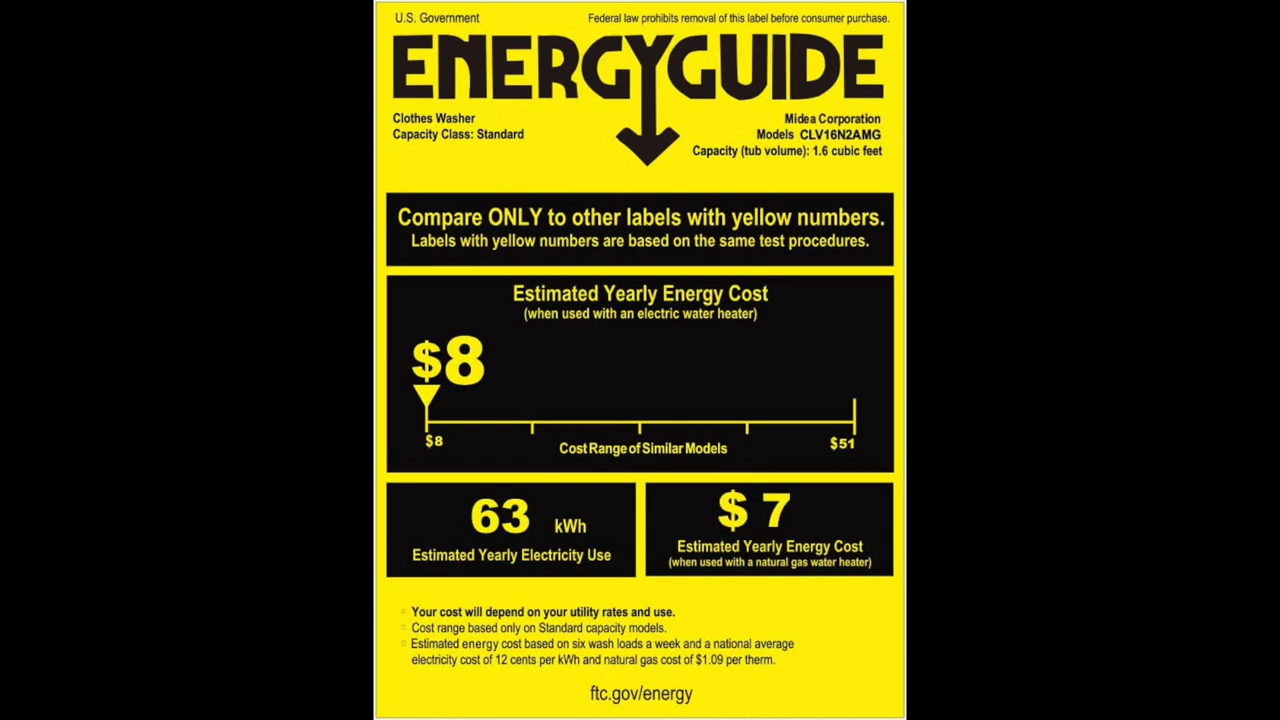 U.S. Government
Federal law prohibits removal of this label before consumer purchase.
ENERGYGUIDE
Clothes Washer
Capacity Class: Standard
Midea Corporation
Models CLV16N2AMG
Capacity (tub volume): 1.6 cubic feet
Compare ONLY to other labels with yellow numbers.
Labels with yellow numbers are based on the same test procedures.
Estimated Yearly Energy Cost
(when used with an electric water heater)
$8
$8
$51
Cost Range of Similar Models
63 kWh
Estimated Yearly Electricity Use
$ 7
Estimated Yearly Energy Cost
(when used with a natural gas water heater)
Your cost will depend on your utility rates and use.
Cost range based only on Standard capacity models.
Estimated energy cost based on six wash loads a week and a national average
electricity cost of 12 cents per kWh and natural gas cost of $1.09 per therm.
ftc.gov/energy